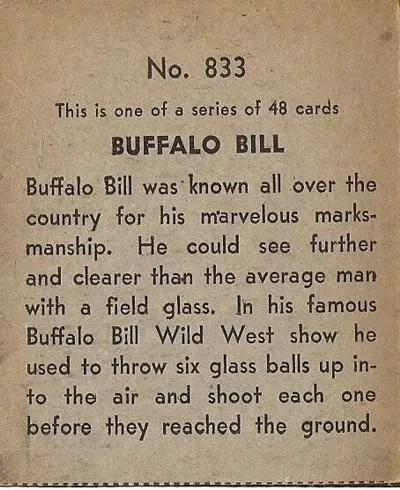 No. 833
This is one of a series of 48 cards
BUFFALO BILL
Buffalo Bill was known all over the
country for his marvelous marks-
manship. He could see further
and clearer than the average man
with a field glass. In his famous
Buffalo Bill Wild West show he
used to throw six glass balls up in-
to the air and shoot each one
before they reached the ground.